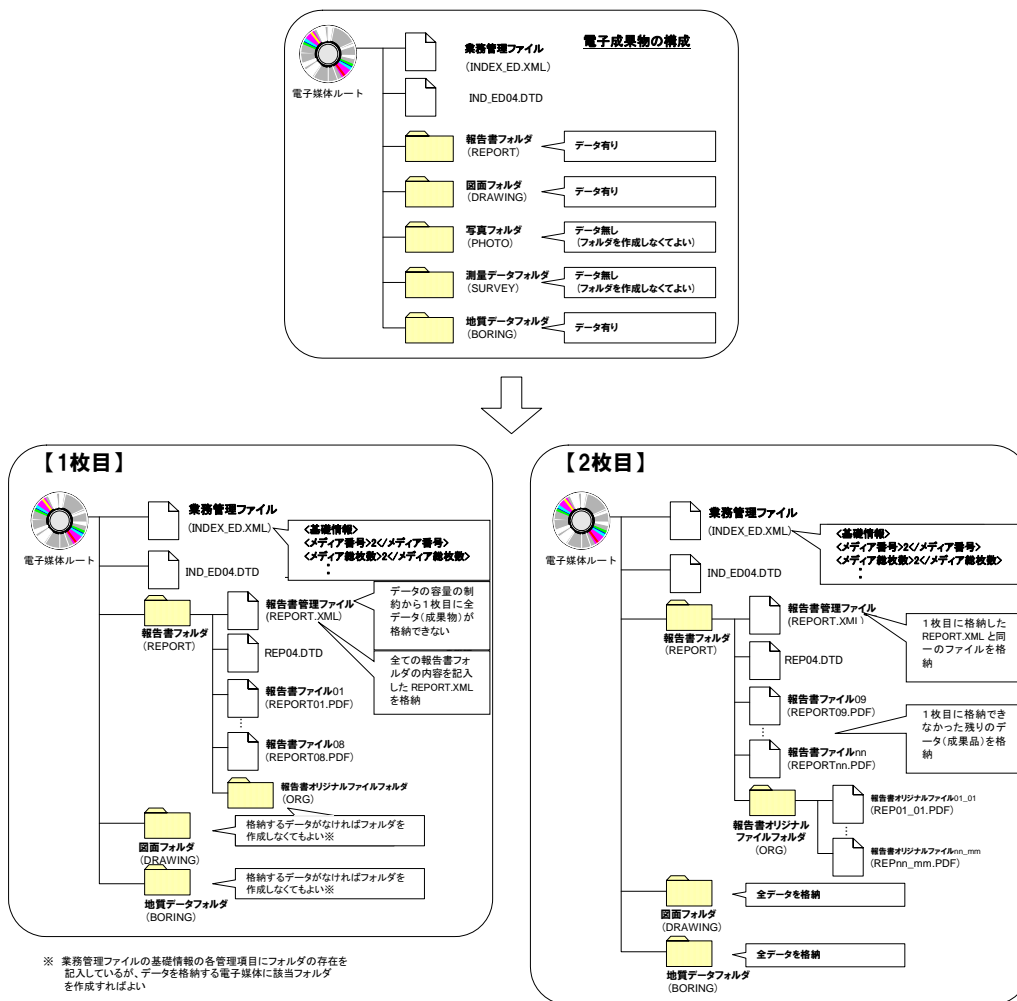 電子成果物の構成
電子媒体ルート
業務管理ファイル
(INDEX_ED.XML)
IND_ED04.DTD
報告書フォルダ
(REPORT)
データ有り
図面フォルダ
(DRAWING)
データ有り
写真フォルダ
(PHOTO)
データ無し
(フォルダを作成しなくてよい)
測量データフォルダ
(SURVEY)
データ無し
(フォルダを作成しなくてよい)
地質データフォルダ
(BORING)
データ有り
【1枚目】
電子媒体ルート
業務管理ファイル
(INDEX_ED.XML)
<基礎情報>
<メディア番号>2</メディア番号>
<メディア総枚数>2</メディア総枚数>
:
IND_ED04.DTD
報告書フォルダ
(REPORT)
報告書管理ファイル
(REPORT.XML)
データの容量の制
約から1枚目に全
データ(成果物)が
格納できない
REP04.DTD
全ての報告書フォ
ルダの内容を記入
した REPORT.XML
を格納
報告書ファイル01
(REPORT01.PDF)
報告書ファイル08
(REPORT08.PDF)
報告書オリジナルファイルフォルダ
(ORG)
図面フォルダ
(DRAWING)
格納するデータがなければフォルダを
作成しなくてもよい※
地質データフォルダ
(BORING)
格納するデータがなければフォルダを
作成しなくてもよい※
※ 業務管理ファイルの基礎情報の各管理項目にフォルダの存在を
記入しているが、データを格納する電子媒体に該当フォルダ
を作成すればよい
【2枚目】
電子媒体ルート
業務管理ファイル
(INDEX_ED.XML)
<基礎情報>
<メディア番号>2</メディア番号>
<メディア総枚数>2</メディア総枚数>
:
IND_ED04.DTD
報告書フォルダ
(REPORT)
報告書管理ファイル
(REPORT.XML)
1枚目に格納した
REPORT.XML と同
一のファイルを格
納
REP04.DTD
報告書ファイル09
(REPORT09.PDF)
1枚目に格納でき
なかった残りのデー
タ(成果品)を格
納
報告書ファイルnn
(REPORTnn.PDF)
報告書オリジナル
ファイルフォルダ
(ORG)
報告書オリジナルファイル01_01
(REP01_01.PDF)
報告書オリジナルファイルnn_mm
(REPnn_mm.PDF)
図面フォルダ
(DRAWING)
全データを格納
地質データフォルダ
(BORING)
全データを格納